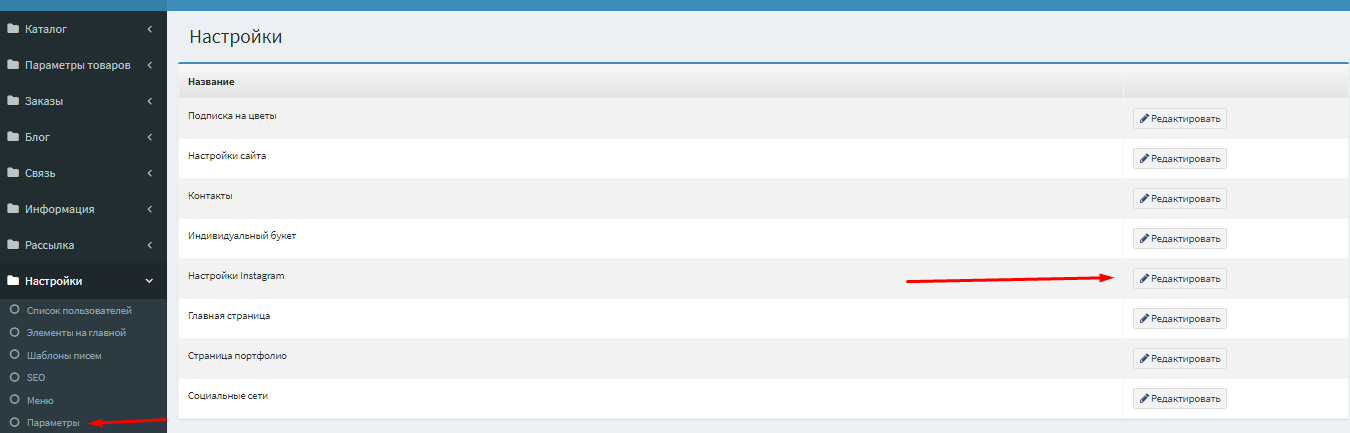 Каталог
Параметры товаров
Заказы
Блог
Связь
Информация
Рассылка
Настройки
Список пользователей
Элементы на главной
Шаблоны писем
SEO
Меню
Параметры
Настройки
Название
Подписка на цветы Редактировать
Настройки сайта Редактировать
Контакты Редактировать
Индивидуальный букет Редактировать
Настройки Instagram Редактировать
Главная страница Редактировать
Страница портфолио Редактировать
Социальные сети Редактировать